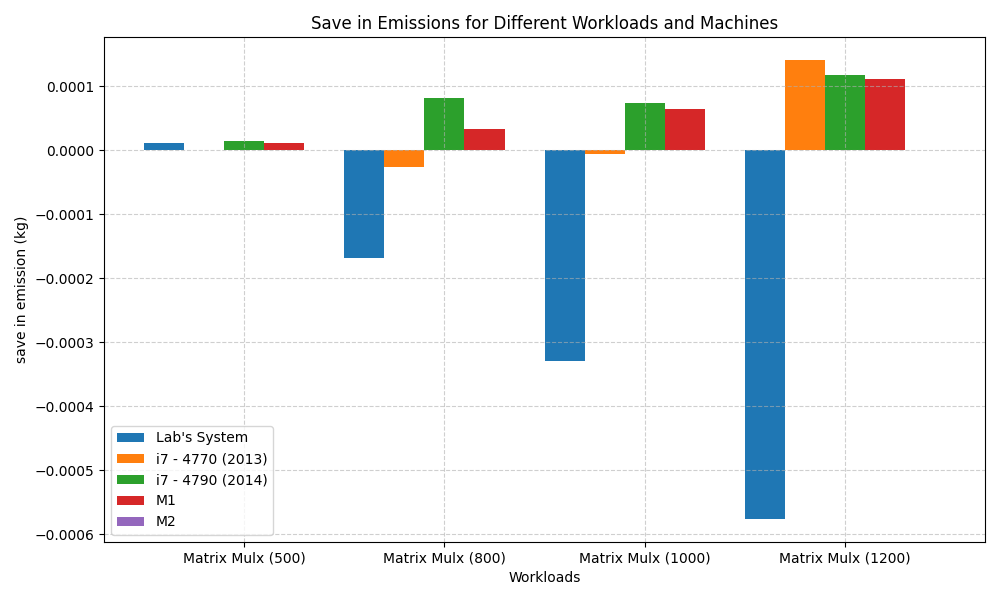 Save in Emissions for Different Workloads and Machines
save in emission (kg)
0.0001
0.0000
−0.0001
−0.0002
−0.0003
−0.0004
−0.0005
−0.0006
Lab's System
i7 - 4770 (2013)
i7 - 4790 (2014)
M1
M2
Matrix Mulx (500)
Matrix Mulx (800)
Matrix Mulx (1000)
Matrix Mulx (1200)
Workloads